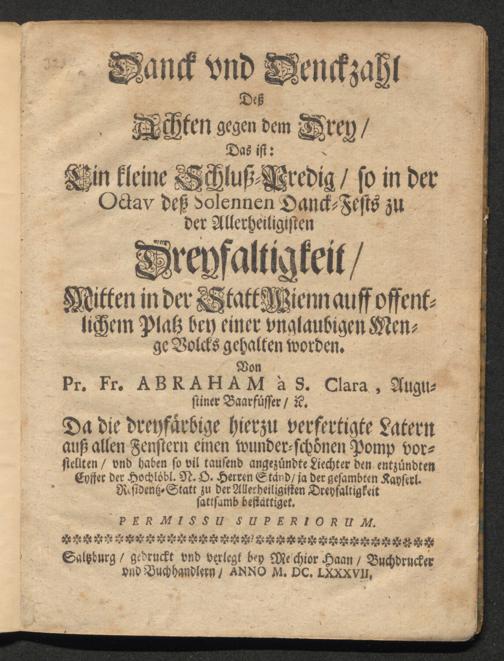 Danck vnd Denckzahl
Deß
Achten gegen dem Drey /
Das ist:
Ein kleine Schluß-Predig / so in der
Octav deß Solennen Danck-Fests zu
der Allerheiligisten
Dreyfaltigkeit /
Mitten in der Statt Wienn auff offent-
lichem Platz bey einer vnglaubigen Men-
ge Volcks gehalten worden.
Von
Pr. Fr. ABRAHAM à S. Clara, Augu-
stiner Baarfüsser / ꝛc.
Da die dreyfärbige hierzu verfertigte Latern
auß allen Fenstern einen wunder-schönen Pomp vor-
stellten / vnd haben so vil tausend angezündte Liechter den entzündten
Eyffer der Hochlöbl. N. O. Herren Ständ / ja der gesambten Kayserl.
Residentz-Statt zu der Allerheiligisten Dreyfaltigkeit
sattsamb bestättiget.
PERMISSU SUPERIORUM.
Saltzburg / gedruckt vnd verlegt bey Melchior Haan / Buchdrucker
vnd Buchhandlern / ANNO M. DC. LXXXVII,